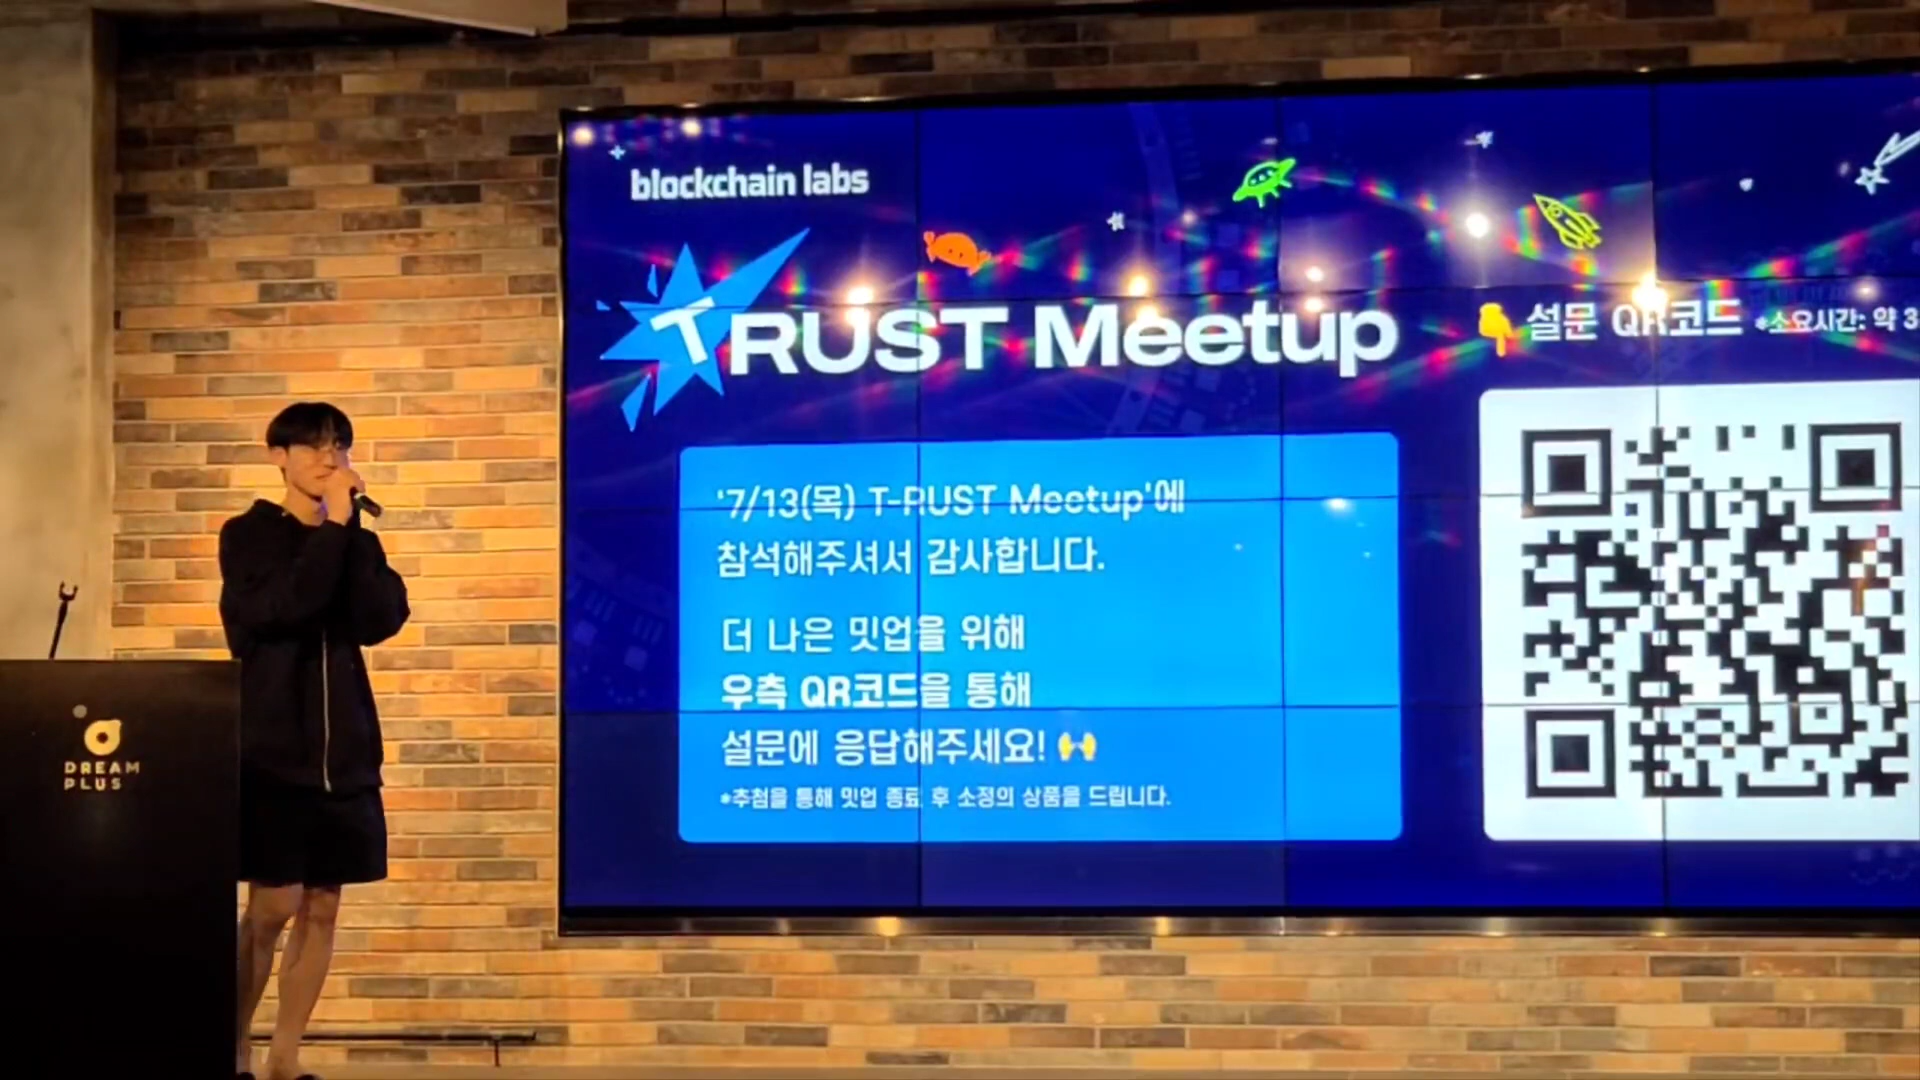 blockchain labs
TRUST Meetup
👇 설문 QR코드 *소요시간: 약 3
'7/13(목) T-RUST Meetup'에
참석해주셔서 감사합니다.
더 나은 밋업을 위해
우측 QR코드을 통해
설문에 응답해주세요! 🙌
*추첨을 통해 밋업 종료 후 소정의 상품을 드립니다.
DREAM
PLUS